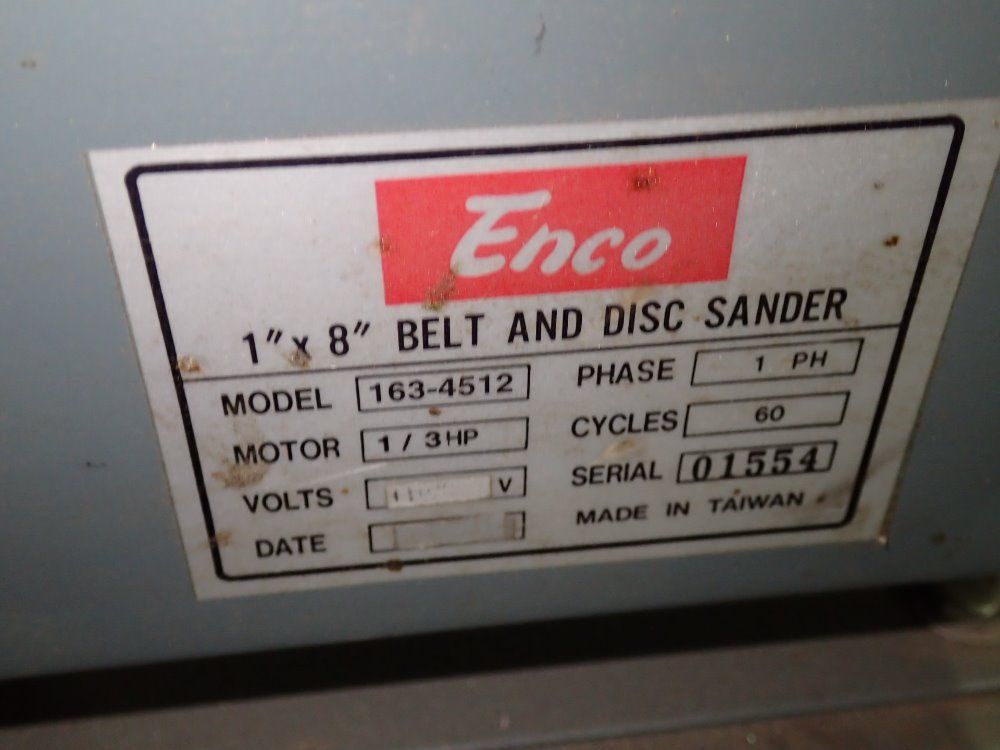 Enco
1" x 8" BELT AND DISC SANDER
MODEL 163-4512 PHASE 1 PH
MOTOR 1 / 3HP CYCLES 60
VOLTS V SERIAL 01554
DATE MADE IN TAIWAN